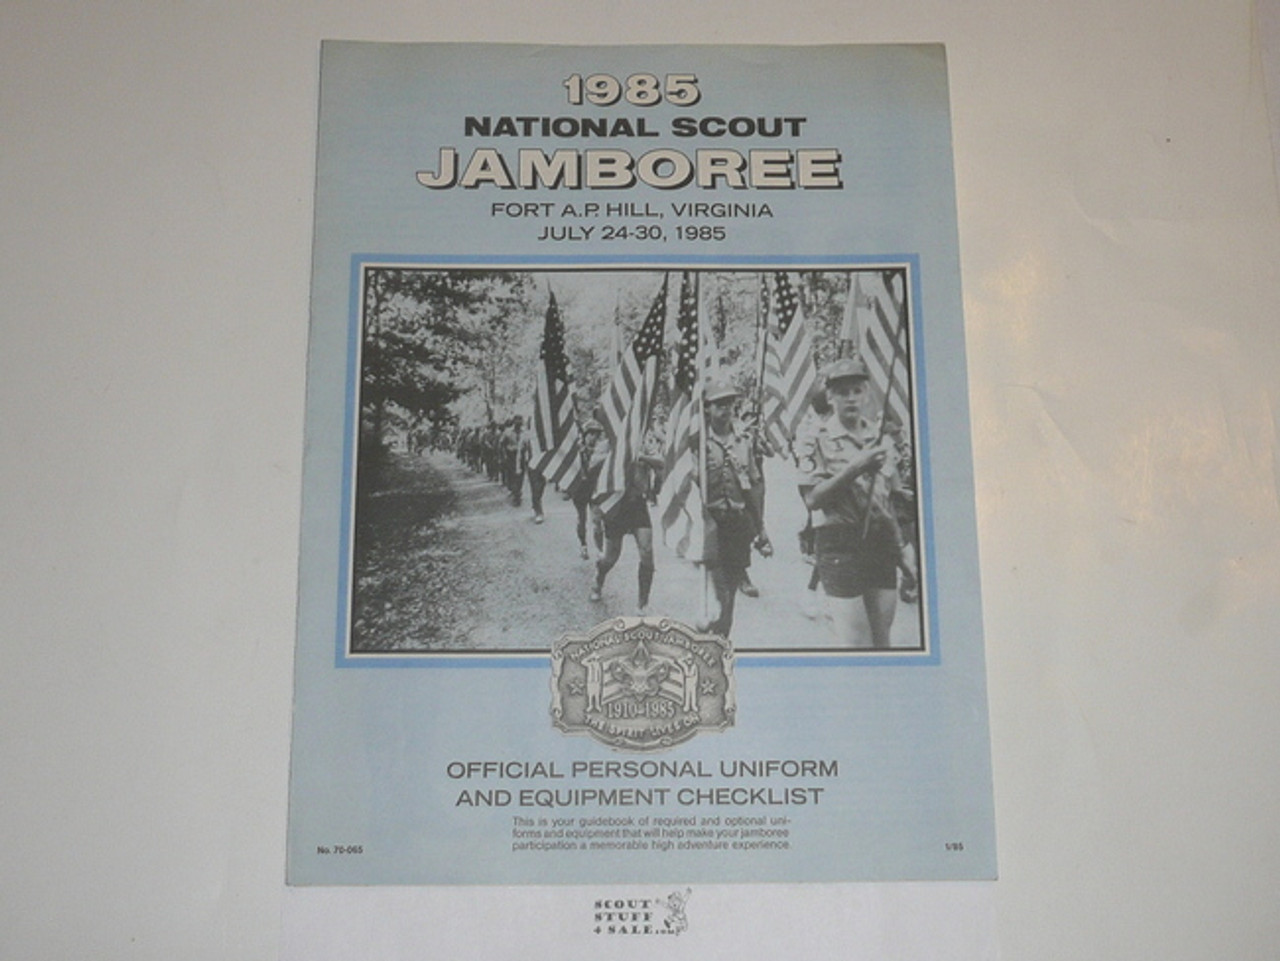 1985
NATIONAL SCOUT
JAMBOREE
FORT A.P. HILL, VIRGINIA
JULY 24-30, 1985
NATIONAL SCOUT JAMBOREE
1910-1985
THE SPIRIT LIVES ON
OFFICIAL PERSONAL UNIFORM
AND EQUIPMENT CHECKLIST
This is your guidebook of required and optional uni-
forms and equipment that will help make your jamboree
participation a memorable high adventure experience.
No. 70-065
1/85
SCOUT
STUFF
4 SALE.com